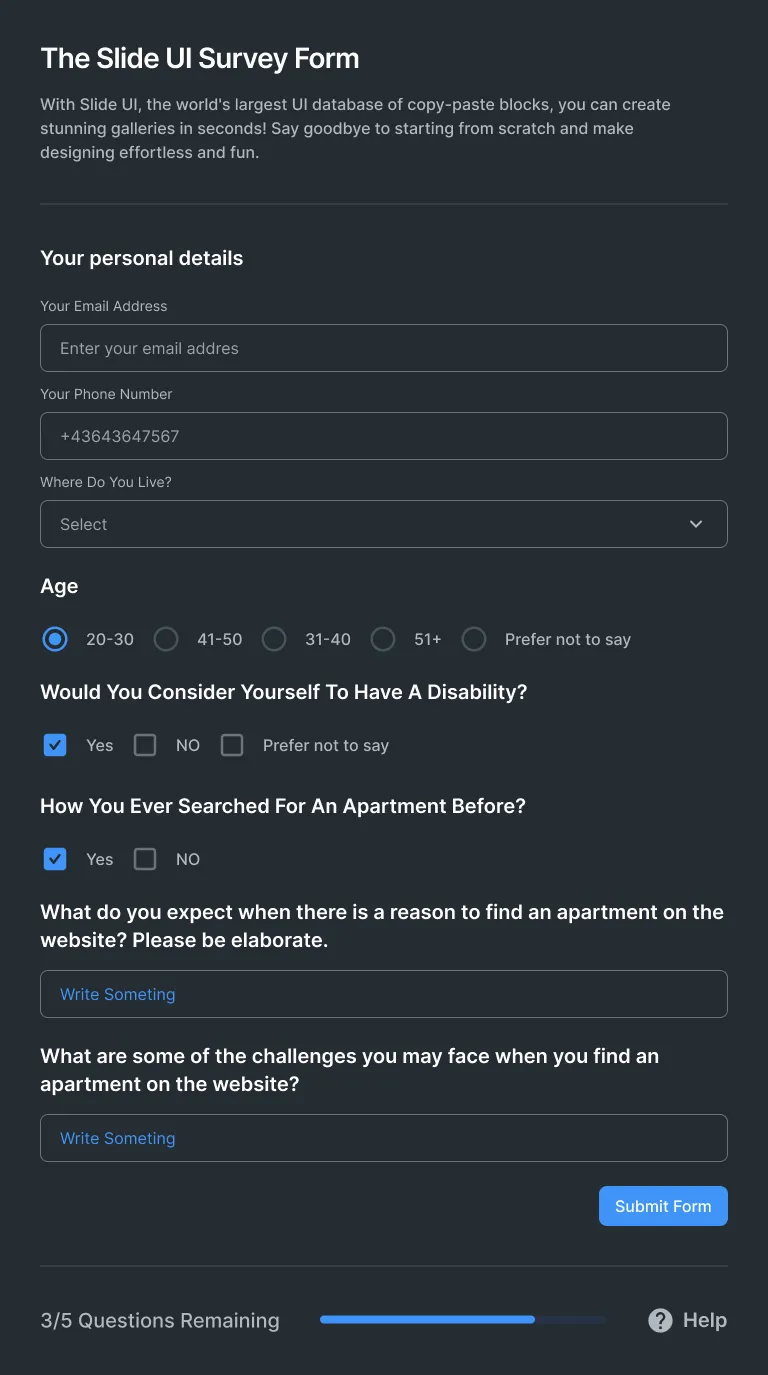 The Slide UI Survey Form
With Slide UI, the world's largest UI database of copy-paste blocks, you can create
stunning galleries in seconds! Say goodbye to starting from scratch and make
designing effortless and fun.
Your personal details
Your Email Address
Enter your email addres
Your Phone Number
+43643647567
Where Do You Live?
Select
Age
20-30 41-50 31-40 51+ Prefer not to say
Would You Consider Yourself To Have A Disability?
Yes NO Prefer not to say
How You Ever Searched For An Apartment Before?
Yes NO
What do you expect when there is a reason to find an apartment on the
website? Please be elaborate.
Write Someting
What are some of the challenges you may face when you find an
apartment on the website?
Write Someting
Submit Form
3/5 Questions Remaining ? Help